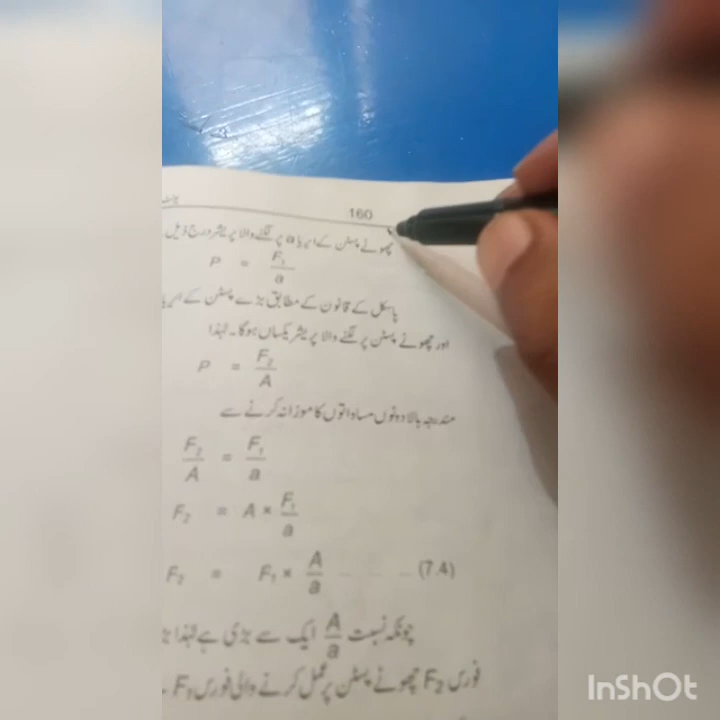 160
چھوٹے پسٹن کے ایریا a پر لگنے والا پریشر درج ذیل
P = F₁/a
پاسکل کے قانون کے مطابق بڑے پسٹن کے
اور چھوٹے پسٹن پر لگنے والا پریشر یکساں ہوگا۔ لہٰذا
P = F₂/A
مندرجہ بالا دونوں مساواتوں کا موازنہ کرنے سے
F₂/A = F₁/a
F₂ = A × F₁/a
F₂ = F₁ × A/a (7.4)
چونکہ نسبت A/a ایک سے بڑی ہے لہٰذا
فورس F₂ چھوٹے پسٹن پر عمل کرنے والی فورس F₁
InShOt